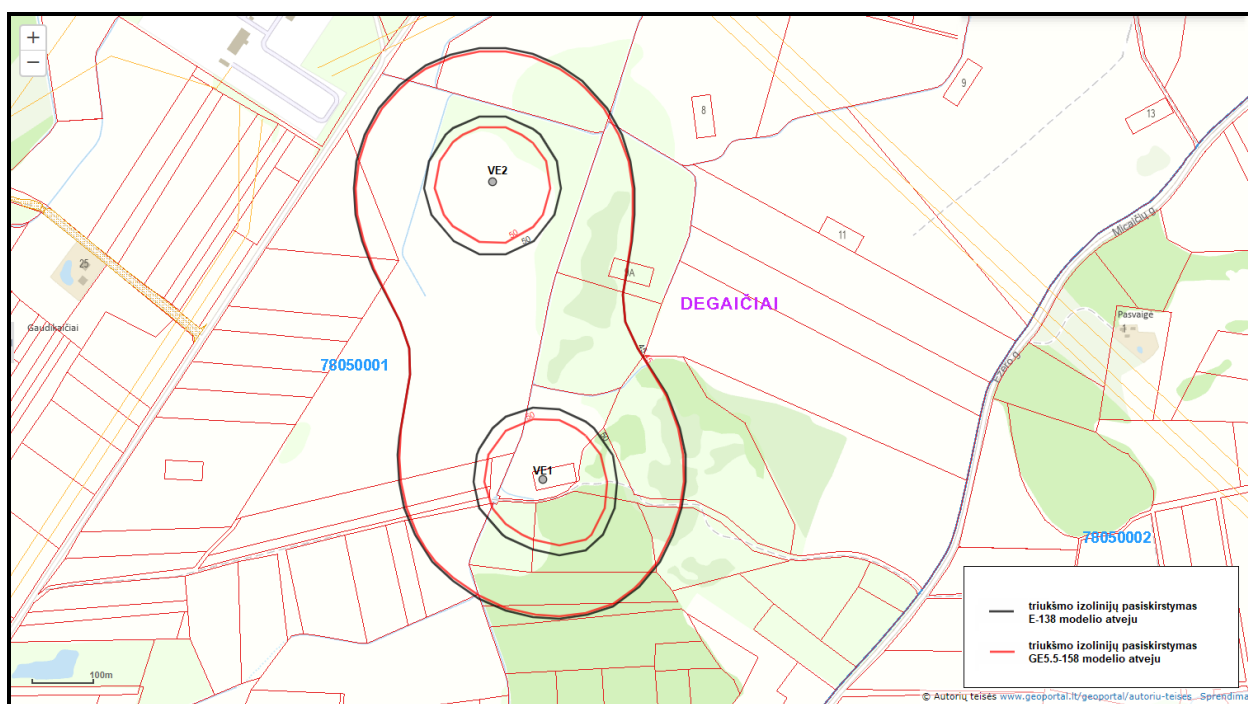 +
−
VE2
50
50
8
9
13
11
9A
25
Gaudikaičiai
DEGAIČIAI
78050001
Micaičių g.
Ežero g.
Pasvaigė
1
45
50
50
VE1
78050002
triukšmo izolinijų pasiskirstymas
E-138 modelio atveju
triukšmo izolinijų pasiskirstymas
GE5.5-158 modelio atveju
100m
© Autorių teisės www.geoportal.lt/geoportal/autoriu-teises Sprendima